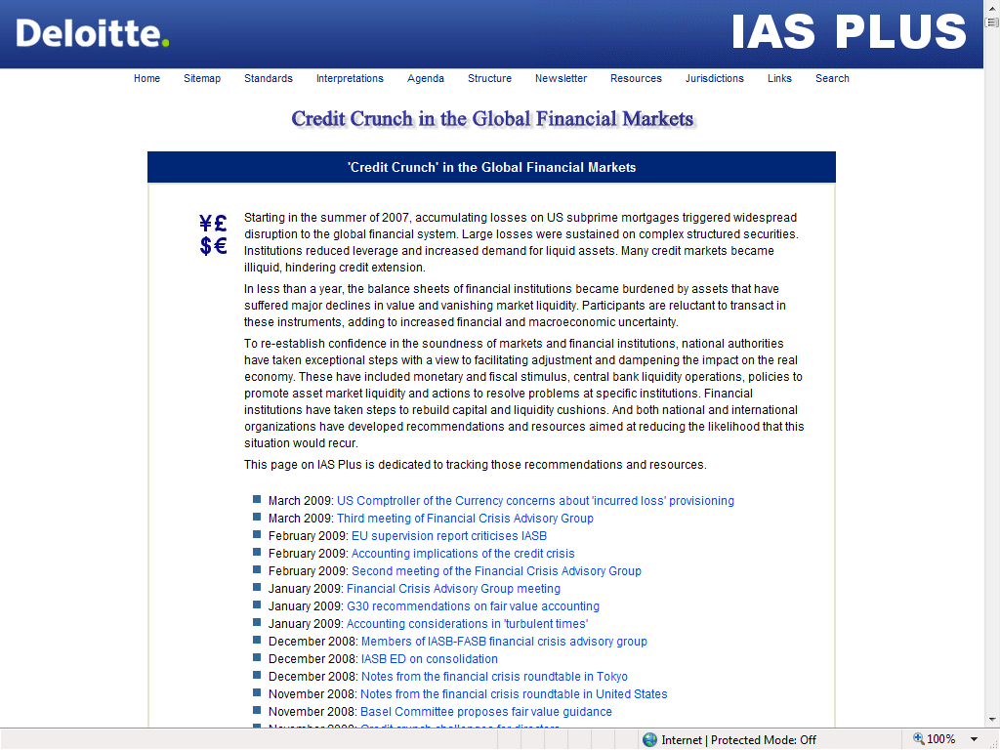 Deloitte.
IAS PLUS
Home Sitemap Standards Interpretations Agenda Structure Newsletter Resources Jurisdictions Links Search
Credit Crunch in the Global Financial Markets
'Credit Crunch' in the Global Financial Markets
¥£
$€
Starting in the summer of 2007, accumulating losses on US subprime mortgages triggered widespread
disruption to the global financial system. Large losses were sustained on complex structured securities.
Institutions reduced leverage and increased demand for liquid assets. Many credit markets became
illiquid, hindering credit extension.
In less than a year, the balance sheets of financial institutions became burdened by assets that have
suffered major declines in value and vanishing market liquidity. Participants are reluctant to transact in
these instruments, adding to increased financial and macroeconomic uncertainty.
To re-establish confidence in the soundness of markets and financial institutions, national authorities
have taken exceptional steps with a view to facilitating adjustment and dampening the impact on the real
economy. These have included monetary and fiscal stimulus, central bank liquidity operations, policies to
promote asset market liquidity and actions to resolve problems at specific institutions. Financial
institutions have taken steps to rebuild capital and liquidity cushions. And both national and international
organizations have developed recommendations and resources aimed at reducing the likelihood that this
situation would recur.
This page on IAS Plus is dedicated to tracking those recommendations and resources.
March 2009: US Comptroller of the Currency concerns about 'incurred loss' provisioning
March 2009: Third meeting of Financial Crisis Advisory Group
February 2009: EU supervision report criticises IASB
February 2009: Accounting implications of the credit crisis
February 2009: Second meeting of the Financial Crisis Advisory Group
January 2009: Financial Crisis Advisory Group meeting
January 2009: G30 recommendations on fair value accounting
January 2009: Accounting considerations in 'turbulent times'
December 2008: Members of IASB-FASB financial crisis advisory group
December 2008: IASB ED on consolidation
December 2008: Notes from the financial crisis roundtable in Tokyo
November 2008: Notes from the financial crisis roundtable in United States
November 2008: Basel Committee proposes fair value guidance
November 2008: Credit crunch challenges for directors
Internet | Protected Mode: Off
100%